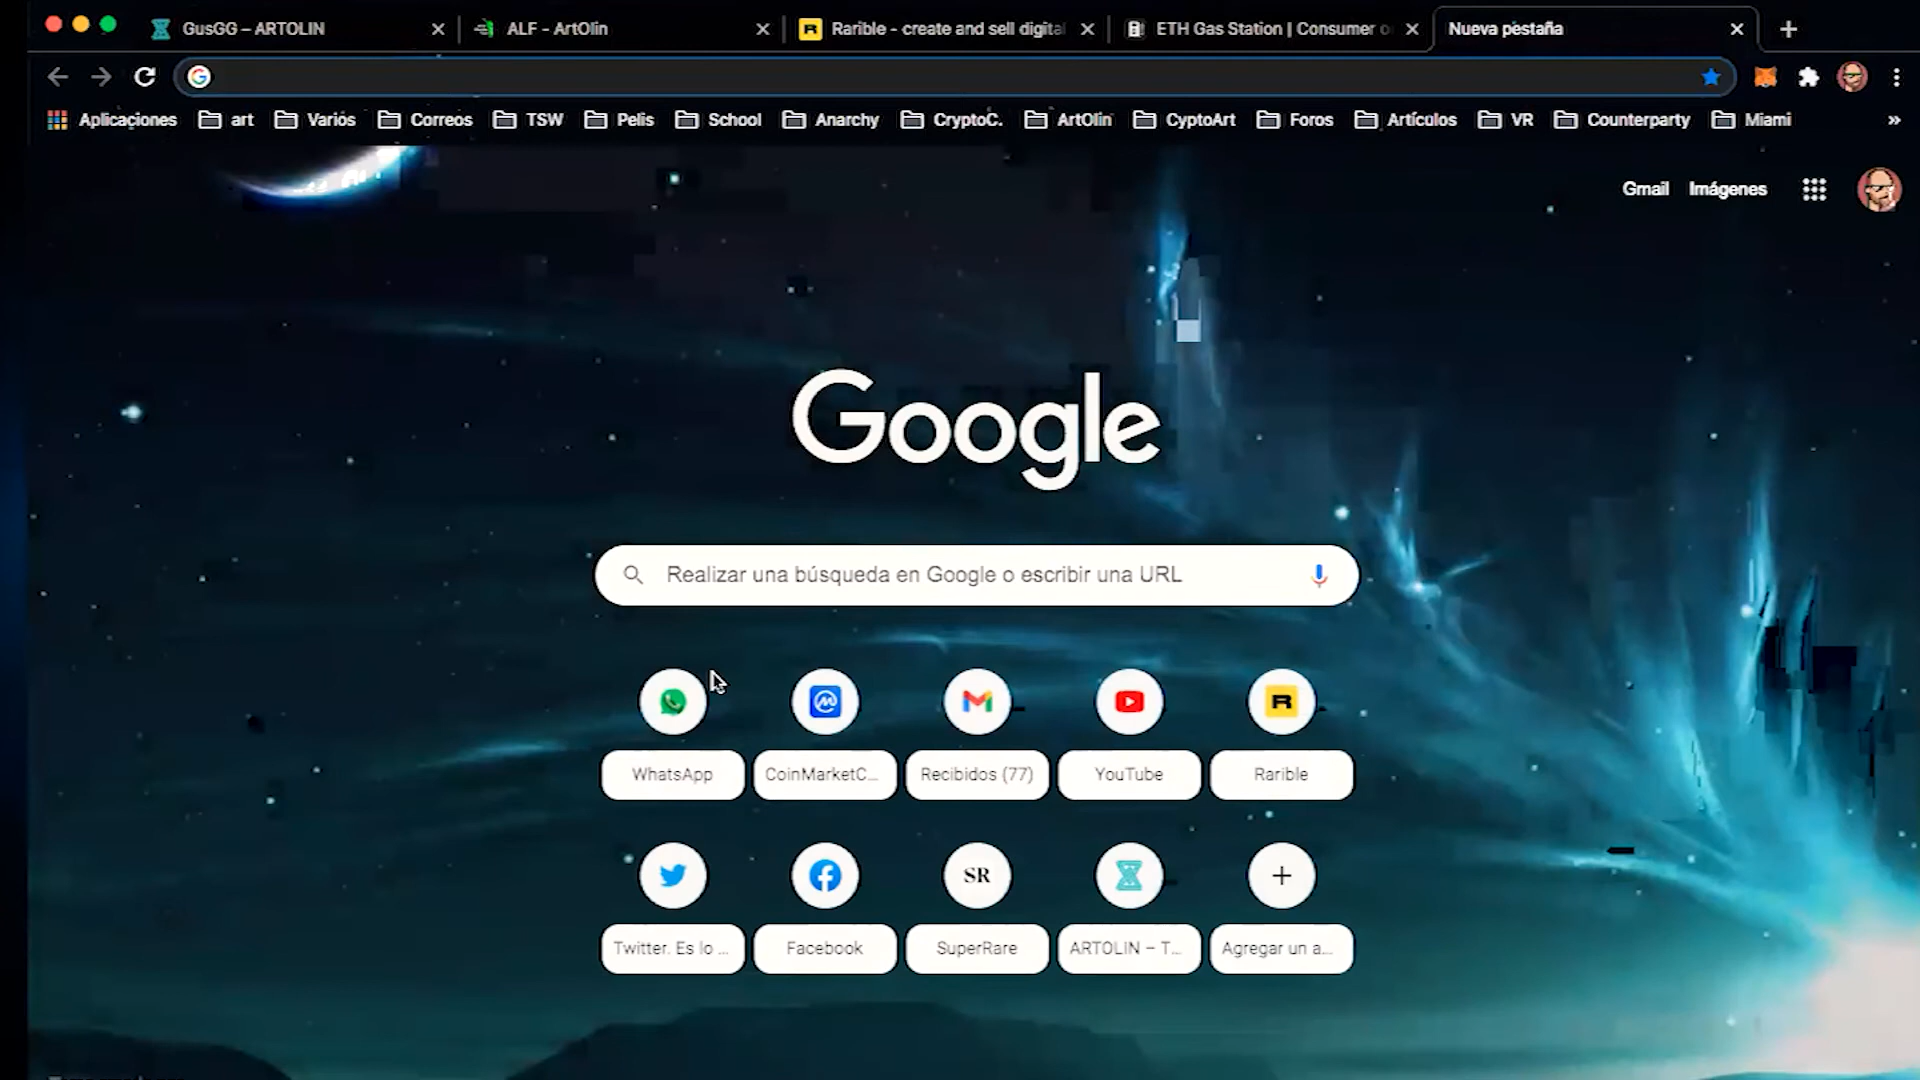 GusGG – ARTOLIN
ALF - ArtOlin
Rarible - create and sell digital
ETH Gas Station | Consumer o
Nueva pestaña
Aplicaciones art Varios Correos TSW Pelis School Anarchy CryptoC. ArtOlin CyptoArt Foros Artículos VR Counterparty Miami »
Gmail Imágenes
Google
Realizar una búsqueda en Google o escribir una URL
WhatsApp CoinMarketC... Recibidos (77) YouTube Rarible
SR
Twitter. Es lo ... Facebook SuperRare ARTOLIN – T... Agregar un a...